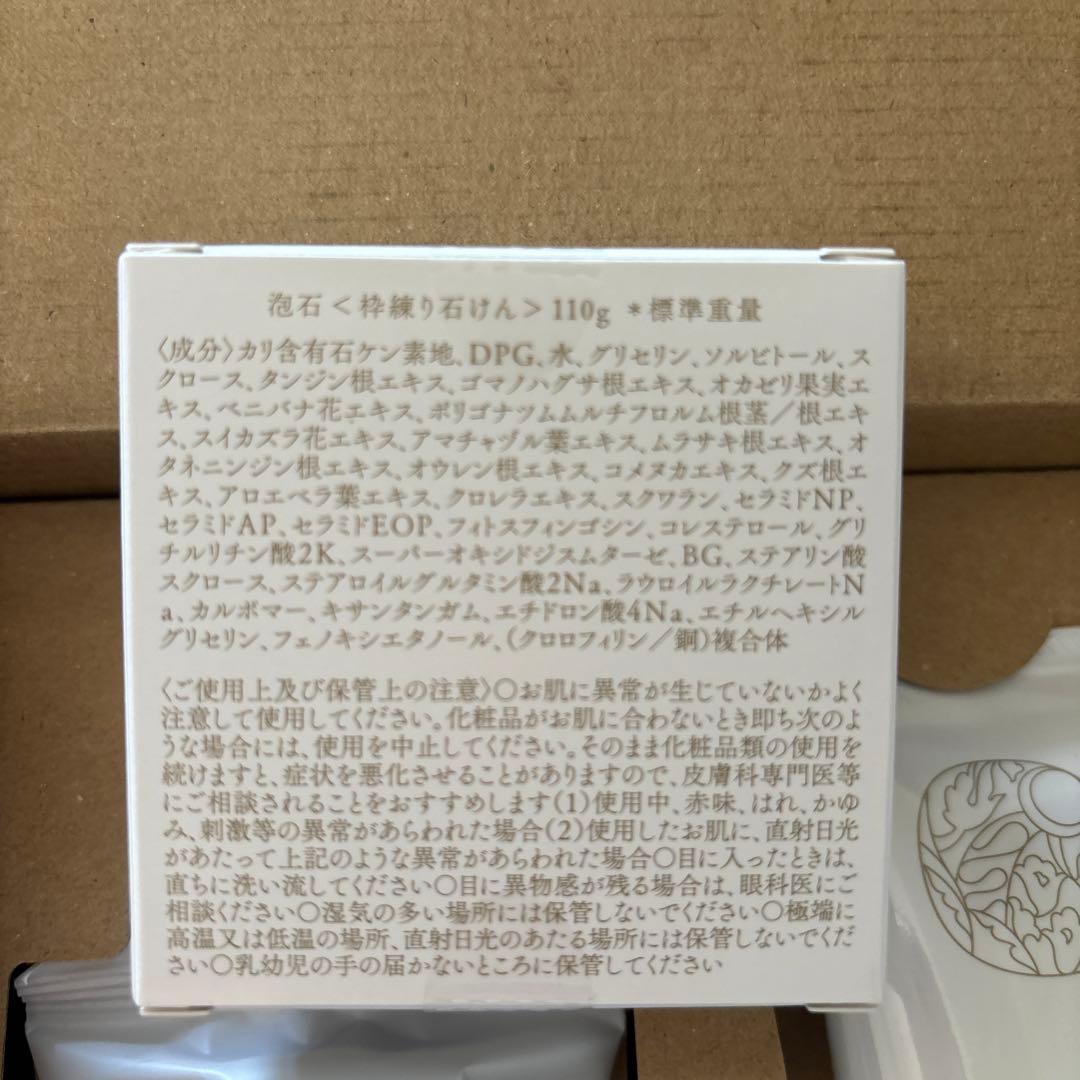 泡石＜枠練り石けん＞110g ＊標準重量
〈成分〉カリ含有石ケン素地、DPG、水、グリセリン、ソルビトール、ス
クロース、タンジン根エキス、ゴマノハグサ根エキス、オカゼリ果実エ
キス、ベニバナ花エキス、ポリゴナツムムルチフロルム根茎／根エキ
ス、スイカズラ花エキス、アマチャヅル葉エキス、ムラサキ根エキス、オ
タネニンジン根エキス、オウレン根エキス、コメヌカエキス、クズ根エ
キス、アロエベラ葉エキス、クロレラエキス、スクワラン、セラミドNP、
セラミドAP、セラミドEOP、フィトスフィンゴシン、コレステロール、グリ
チルリチン酸2K、スーパーオキシドジスムターゼ、BG、ステアリン酸
スクロース、ステアロイルグルタミン酸2Na、ラウロイルラクチレートN
a、カルボマー、キサンタンガム、エチドロン酸4Na、エチルヘキシル
グリセリン、フェノキシエタノール、（クロロフィリン／銅）複合体
〈ご使用上及び保管上の注意〉〇お肌に異常が生じていないかよく
注意して使用してください。化粧品がお肌に合わないとき即ち次のよ
うな場合には、使用を中止してください。そのまま化粧品類の使用を
続けますと、症状を悪化させることがありますので、皮膚科専門医等
にご相談されることをおすすめします（1）使用中、赤味、はれ、かゆ
み、刺激等の異常があらわれた場合（2）使用したお肌に、直射日光
があたって上記のような異常があらわれた場合〇目に入ったときは、
直ちに洗い流してください〇目に異物感が残る場合は、眼科医にご
相談ください〇湿気の多い場所には保管しないでください〇極端に
高温又は低温の場所、直射日光のあたる場所には保管しないでくだ
さい〇乳幼児の手の届かないところに保管してください